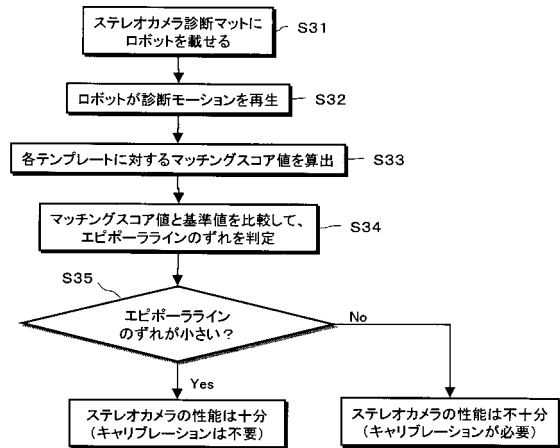 ステレオカメラ診断マットに
ロボットを載せる
S31
ロボットが診断モーションを再生
S32
各テンプレートに対するマッチングスコア値を算出
S33
マッチングスコア値と基準値を比較して、
エピポーララインのずれを判定
S34
S35
エピポーラライン
のずれが小さい?
No
Yes
ステレオカメラの性能は十分
(キャリブレーションは不要)
ステレオカメラの性能は不十分
(キャリブレーションが必要)